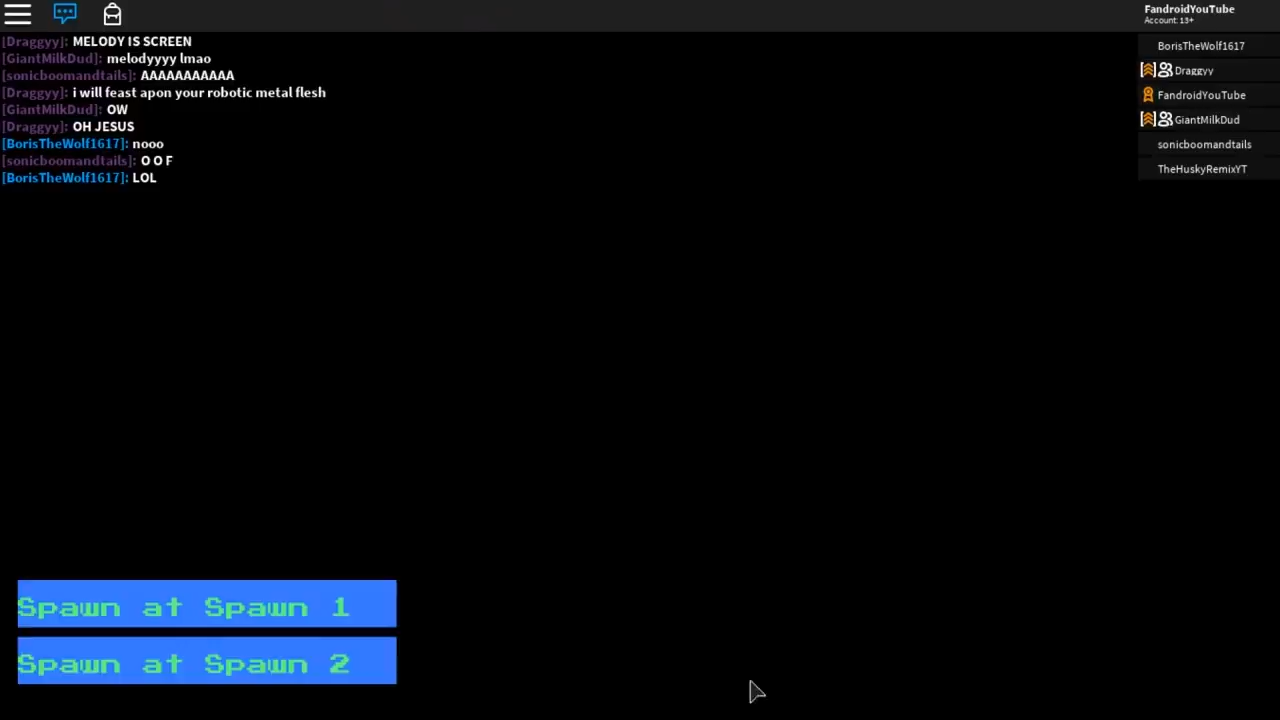 FandroidYouTube
Account: 13+
[Draggyy]: MELODY IS SCREEN
[GiantMilkDud]: melodyyyy lmao
[sonicboomandtails]: AAAAAAAAAAA
[Draggyy]: i will feast apon your robotic metal flesh
[GiantMilkDud]: OW
[Draggyy]: OH JESUS
[BorisTheWolf1617]: nooo
[sonicboomandtails]: O O F
[BorisTheWolf1617]: LOL
BorisTheWolf1617
Draggyy
FandroidYouTube
GiantMilkDud
sonicboomandtails
TheHuskyRemixYT
Spawn at Spawn 1
Spawn at Spawn 2